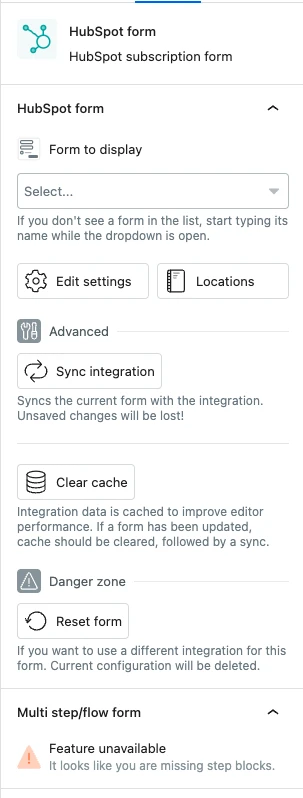 HubSpot form
HubSpot subscription form
HubSpot form
Form to display
Select...
If you don't see a form in the list, start typing its
name while the dropdown is open.
Edit settings
Locations
Advanced
Sync integration
Syncs the current form with the integration.
Unsaved changes will be lost!
Clear cache
Integration data is cached to improve editor
performance. If a form has been updated,
cache should be cleared, followed by a sync.
Danger zone
Reset form
If you want to use a different integration for this
form. Current configuration will be deleted.
Multi step/flow form
Feature unavailable
It looks like you are missing step blocks.